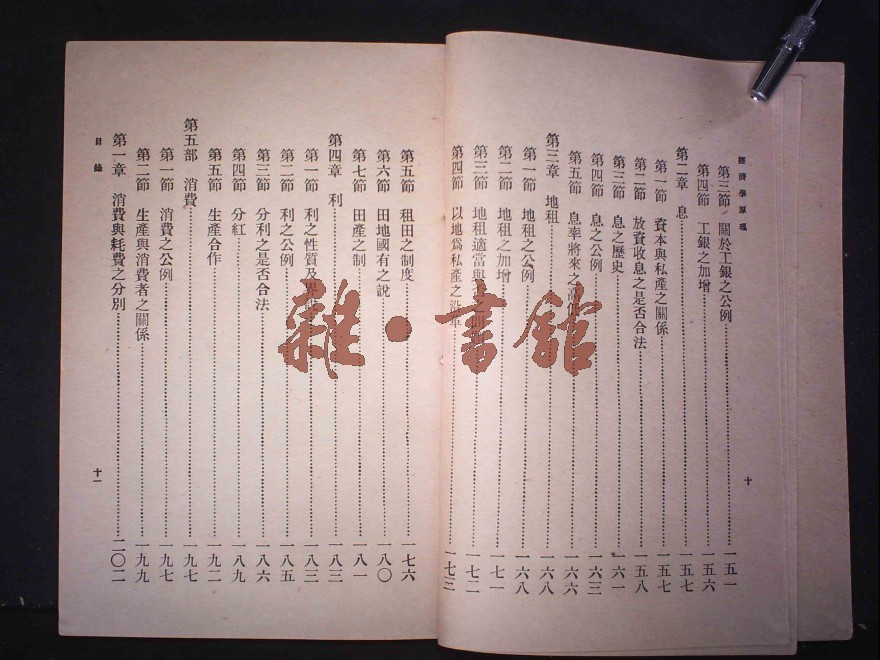 經濟學原理
第三節 關於工銀之公例……一五一
第四節 工銀之加增……一五六
第二章 息……一五七
第一節 資本與私產之關係……一五七
第二節 放資收息之是否合法……一五八
第三節 息之歷史……一六一
第四節 息之公例……一六三
第五節 息率將來之高……一六六
第三章 地租……一六八
第一節 地租之公例……一六八
第二節 地租之加增……一七一
第三節 地租適當與……一七二
第四節 以地爲私產之沿革……一七三
十
第五節 租田之制度……一七六
第六節 田地國有之說……一八〇
第七節 田產之制……一八一
第四章 利……一八三
第一節 利之性質及界……一八三
第二節 利之公例……一八五
第三節 分利之是否合法……一八六
第四節 分紅……一八九
第五節 生產合作……一九二
第五部 消費……一九七
第一節 消費之公例……一九七
第二節 生產與消費者之關係……一九九
第一章 消費與耗費之分別……二〇二
目錄
十一
雜•書館